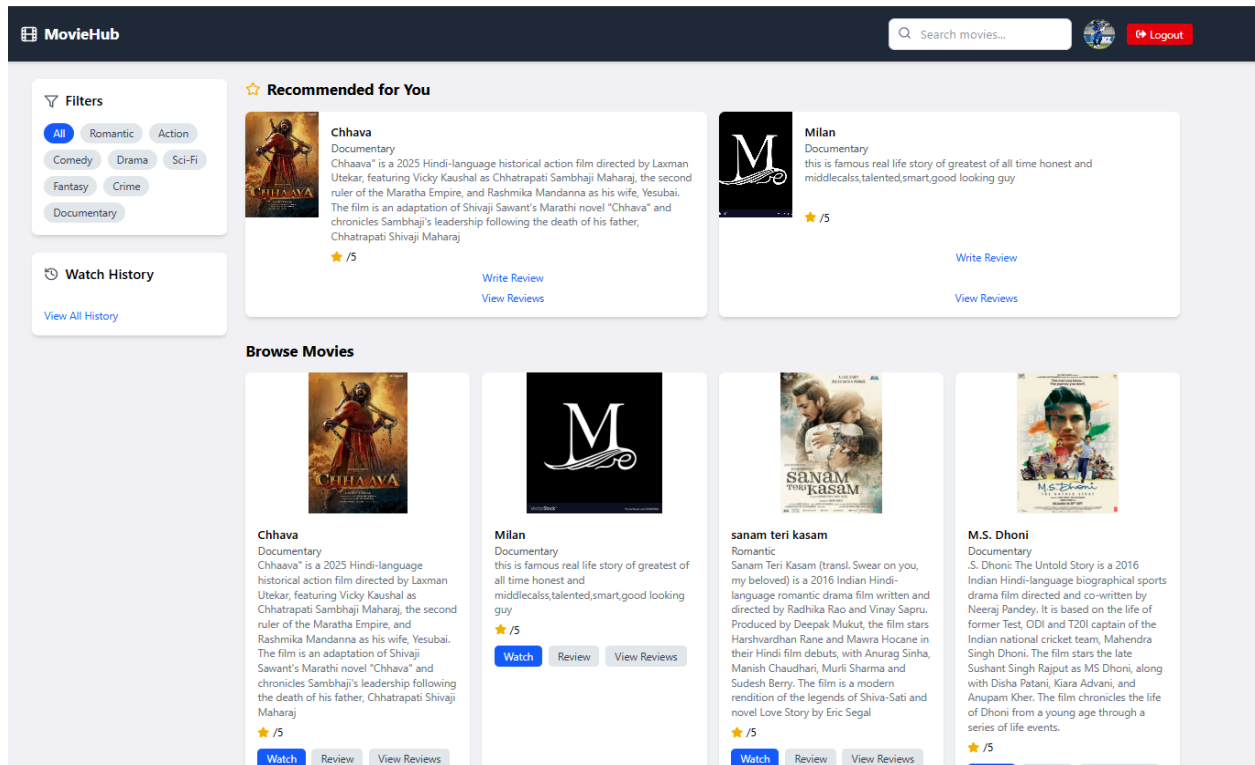 MovieHub
Search movies...
Logout
Filters
All Romantic Action
Comedy Drama Sci-Fi
Fantasy Crime
Documentary
Watch History
View All History
Recommended for You
CHHAAVA
Chhava
Documentary
Chhaava" is a 2025 Hindi-language historical action film directed by Laxman
Utekar, featuring Vicky Kaushal as Chhatrapati Sambhaji Maharaj, the second
ruler of the Maratha Empire, and Rashmika Mandanna as his wife, Yesubai.
The film is an adaptation of Shivaji Sawant's Marathi novel "Chhava" and
chronicles Sambhaji's leadership following the death of his father,
Chhatrapati Shivaji Maharaj
/5
Write Review
View Reviews
M
Milan
Documentary
this is famous real life story of greatest of all time honest and
middlecalss,talented,smart,good looking guy
/5
Write Review
View Reviews
Browse Movies
CHHAAVA
Chhava
Documentary
Chhaava" is a 2025 Hindi-language
historical action film directed by Laxman
Utekar, featuring Vicky Kaushal as
Chhatrapati Sambhaji Maharaj, the second
ruler of the Maratha Empire, and
Rashmika Mandanna as his wife, Yesubai.
The film is an adaptation of Shivaji
Sawant's Marathi novel "Chhava" and
chronicles Sambhaji's leadership following
the death of his father, Chhatrapati Shivaji
Maharaj
/5
Watch Review View Reviews
M
VectorStock
Milan
Documentary
this is famous real life story of greatest of
all time honest and
middlecalss,talented,smart,good looking
guy
/5
Watch Review View Reviews
SANAM
TERI KASAM
sanam teri kasam
Romantic
Sanam Teri Kasam (transl. Swear on you,
my beloved) is a 2016 Indian Hindi-
language romantic drama film written and
directed by Radhika Rao and Vinay Sapru.
Produced by Deepak Mukut, the film stars
Harshvardhan Rane and Mawra Hocane in
their Hindi film debuts, with Anurag Sinha,
Manish Chaudhari, Murli Sharma and
Sudesh Berry. The film is a modern
rendition of the legends of Shiva-Sati and
novel Love Story by Eric Segal
/5
Watch Review View Reviews
M.S. Dhoni
THE UNTOLD STORY
M.S. Dhoni
Documentary
.S. Dhoni: The Untold Story is a 2016
Indian Hindi-language biographical sports
drama film directed and co-written by
Neeraj Pandey. It is based on the life of
former Test, ODI and T20I captain of the
Indian national cricket team, Mahendra
Singh Dhoni. The film stars the late
Sushant Singh Rajput as MS Dhoni, along
with Disha Patani, Kiara Advani, and
Anupam Kher. The film chronicles the life
of Dhoni from a young age through a
series of life events.
/5